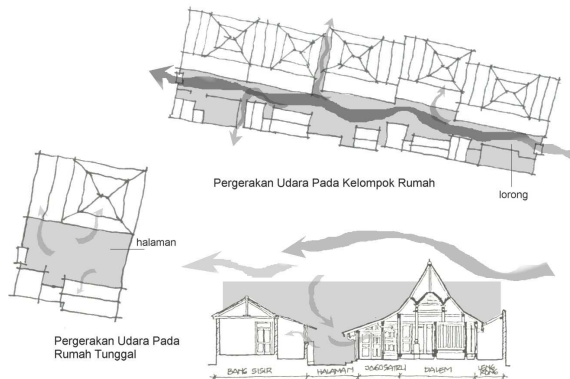 Pergerakan Udara Pada Kelompok Rumah
lorong
halaman
Pergerakan Udara Pada
Rumah Tunggal
BANG SISIR
HALAMAN
JOGOSATRU
DALEM